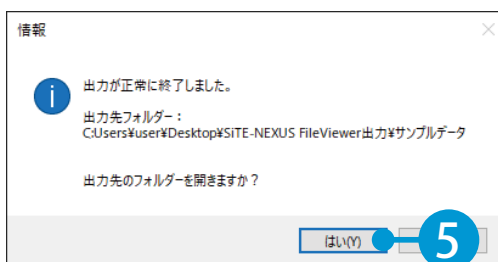 情報
出力が正常に終了しました。
出力先フォルダー：
C:Users¥user¥Desktop¥SiTE-NEXUS FileViewer出力¥サンプルデータ
出力先のフォルダーを開きますか？
はい(Y)
5